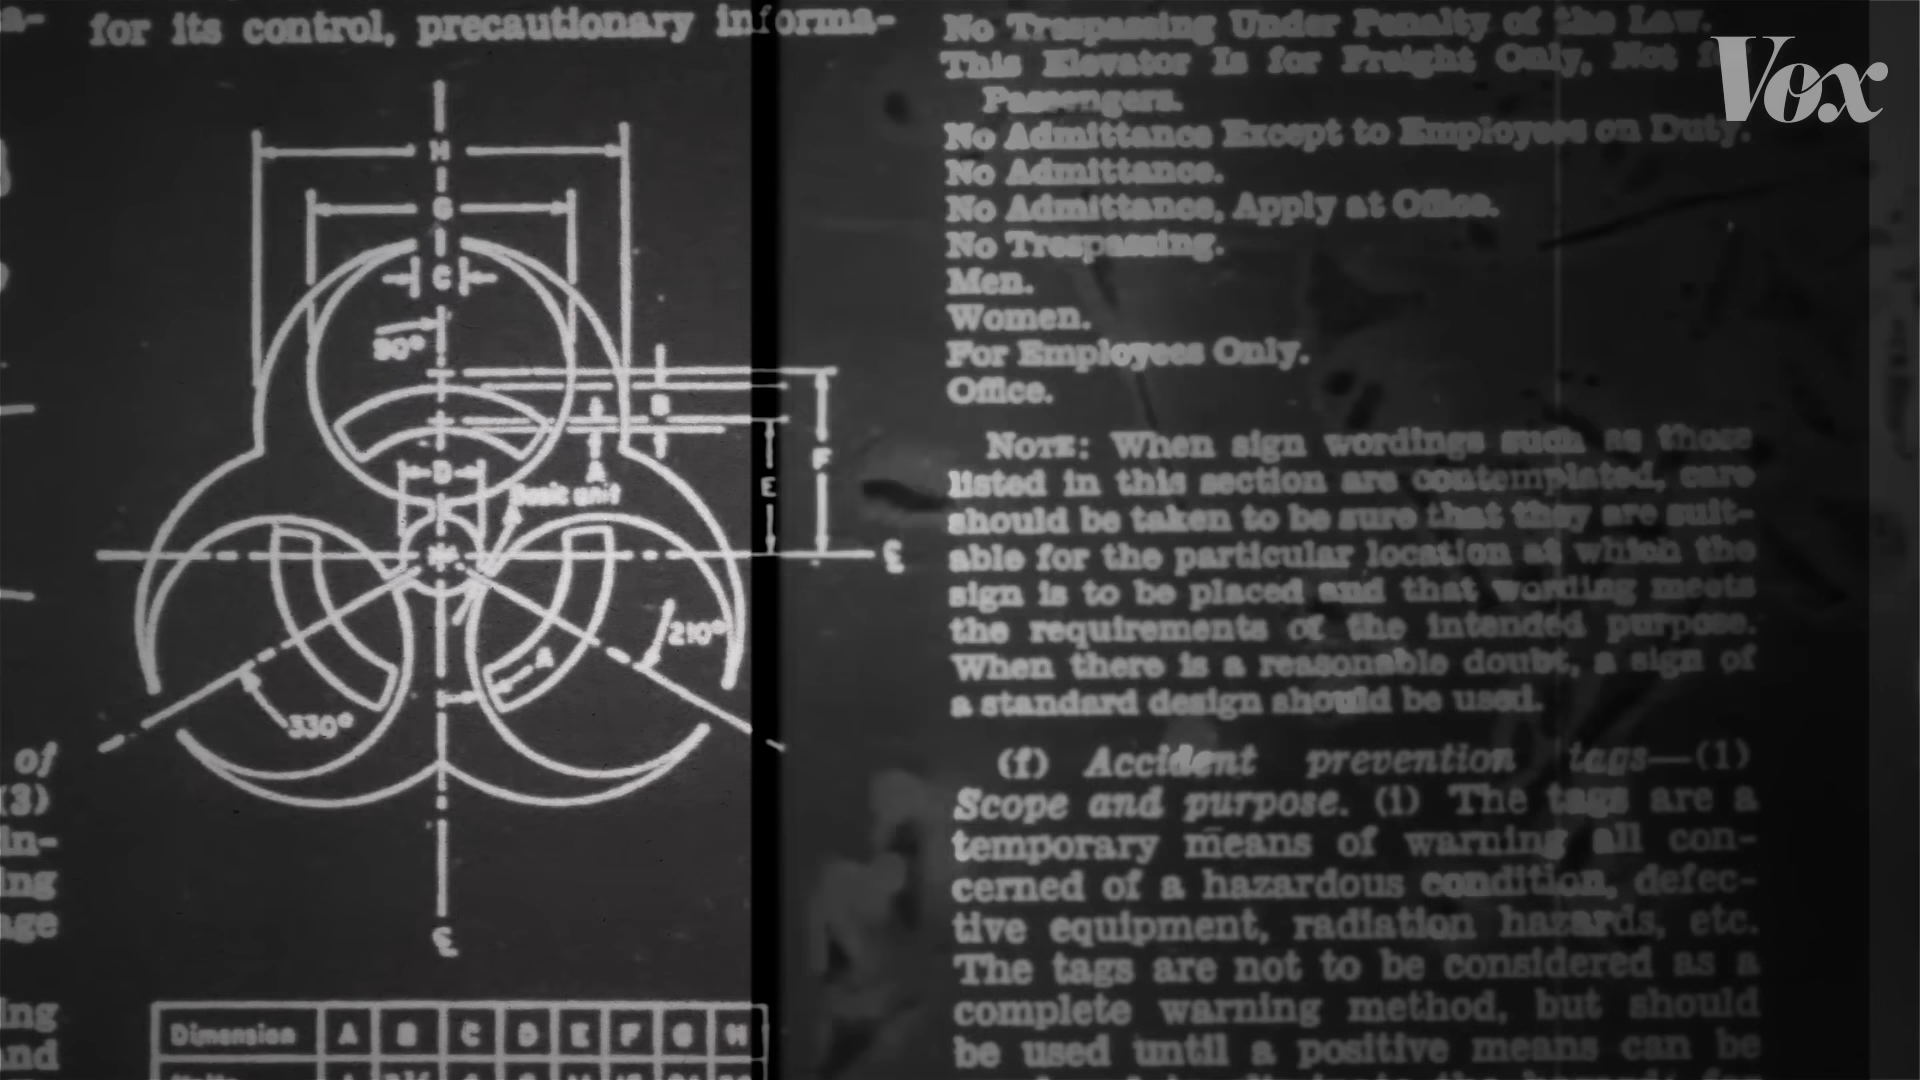 for its control, precautionary informa-
H
G
C
90°
B
A
D
Basic unit
F
E
210°
A
330°
of
(3)
in-
ing
age
ing
and
Dimension A B C D E F G H
No Trespassing Under Penalty of the Law.
This Elevator Is for Freight Only, Not
Passengers.
No Admittance Except to Employees on Duty.
No Admittance.
No Admittance, Apply at Office.
No Trespassing.
Men.
Women.
For Employees Only.
Office.
NOTE: When sign wordings such as those
listed in this section are contemplated, care
should be taken to be sure that they are suit-
able for the particular location at which the
sign is to be placed and that wording meets
the requirements of the intended purpose.
When there is a reasonable doubt, a sign of
a standard design should be used.
(f) Accident prevention tags—(1)
Scope and purpose. (i) The tags are a
temporary means of warning all con-
cerned of a hazardous condition, defec-
tive equipment, radiation hazards, etc.
The tags are not to be considered as a
complete warning method, but should
be used until a positive means can be
Vox